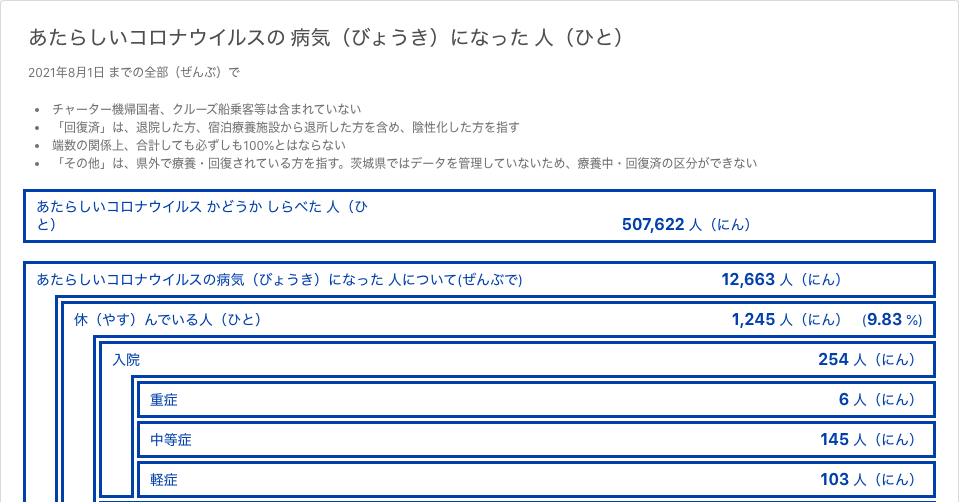 あたらしいコロナウイルスの 病気（びょうき）になった 人（ひと）
2021年8月1日 までの全部（ぜんぶ）で
• チャーター機帰国者、クルーズ船乗客等は含まれていない
• 「回復済」は、退院した方、宿泊療養施設から退所した方を含め、陰性化した方を指す
• 端数の関係上、合計しても必ずしも100%とはならない
• 「その他」は、県外で療養・回復されている方を指す。茨城県ではデータを管理していないため、療養中・回復済の区分ができない
あたらしいコロナウイルス かどうか しらべた 人（ひ
と） 507,622 人（にん）
あたらしいコロナウイルスの病気（びょうき）になった 人について(ぜんぶで) 12,663 人（にん）
休（やす）んでいる人（ひと） 1,245 人（にん） (9.83 %)
入院 254 人（にん）
重症 6 人（にん）
中等症 145 人（にん）
軽症 103 人（にん）